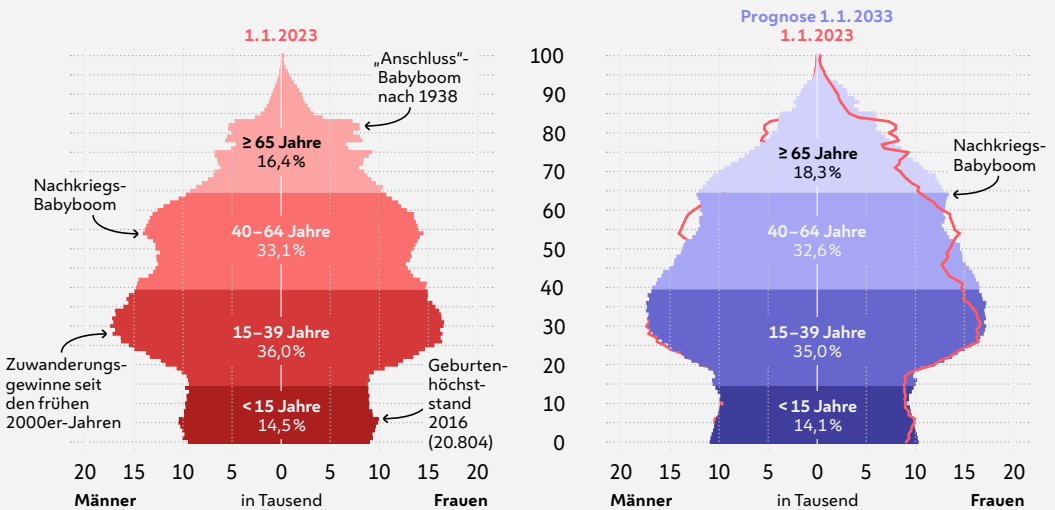 1.1.2023
„Anschluss“-
Babyboom
nach 1938
≥ 65 Jahre
16,4%
Nachkriegs-
Babyboom
40–64 Jahre
33,1%
15–39 Jahre
36,0%
Zuwanderungs-
gewinne seit
den frühen
2000er-Jahren
< 15 Jahre
14,5%
Geburten-
höchst-
stand
2016
(20.804)
20 15 10 5 0 5 10 15 20
Männer in Tausend Frauen
100
90
80
70
60
50
40
30
20
10
0
Prognose 1.1.2033
1.1.2023
≥ 65 Jahre
18,3%
Nachkriegs-
Babyboom
40–64 Jahre
32,6%
15–39 Jahre
35,0%
< 15 Jahre
14,1%
20 15 10 5 0 5 10 15 20
Männer in Tausend Frauen